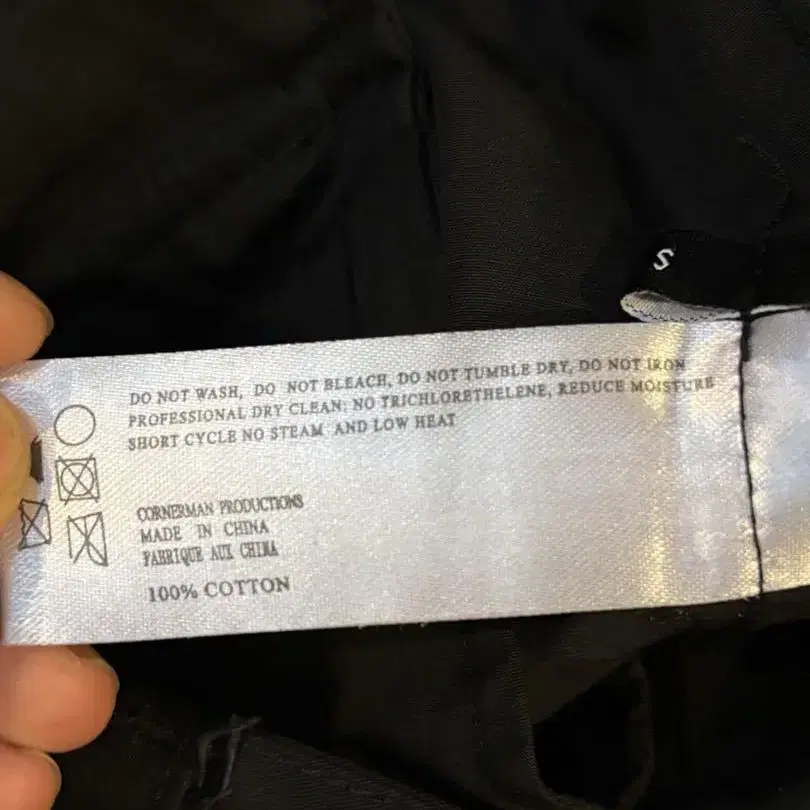 S
DO NOT WASH, DO NOT BLEACH, DO NOT TUMBLE DRY, DO NOT IRON
PROFESSIONAL DRY CLEAN: NO TRICHLORETHELENE, REDUCE MOISTURE
SHORT CYCLE NO STEAM AND LOW HEAT
CORNERMAN PRODUCTIONS
MADE IN CHINA
FABRIQUE AUX CHINA
100% COTTON